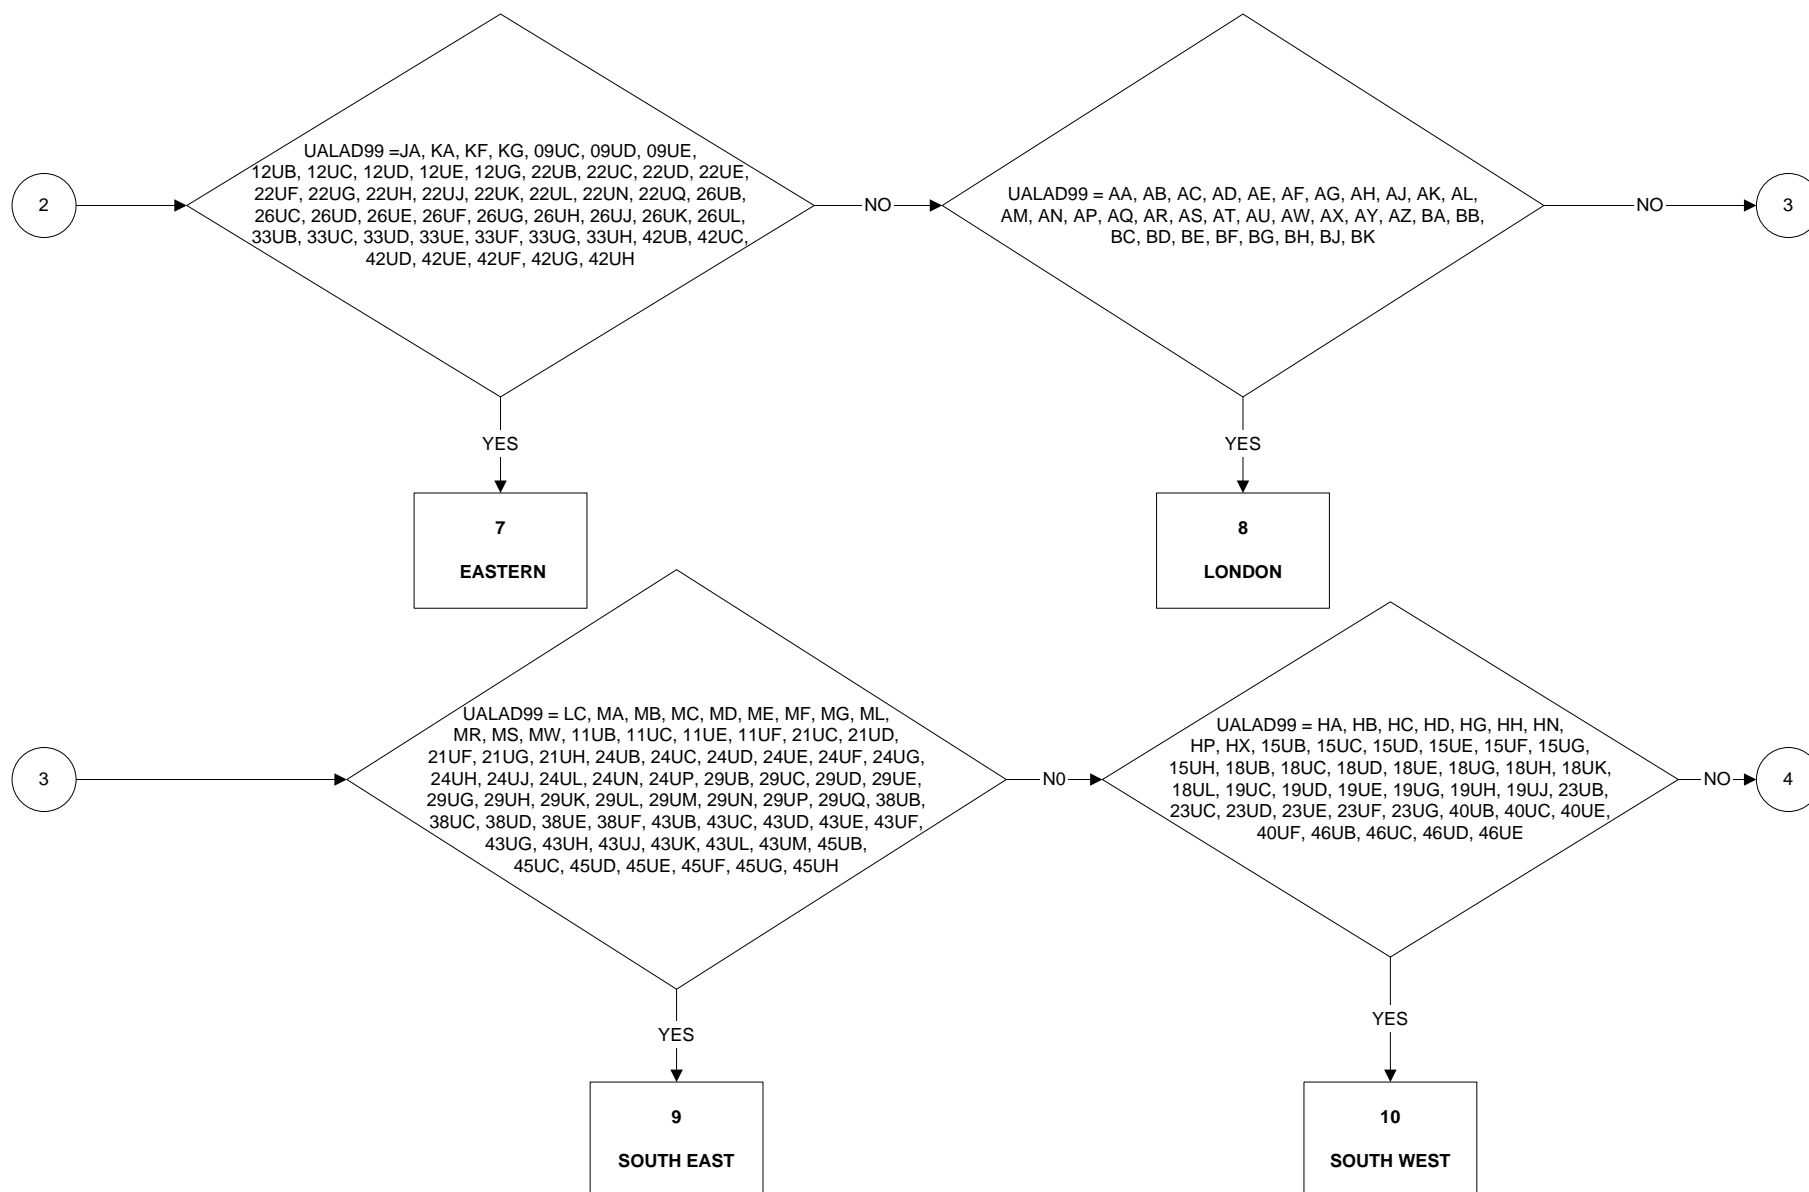 2
UALAD99 =JA, KA, KF, KG, 09UC, 09UD, 09UE,
12UB, 12UC, 12UD, 12UE, 12UG, 22UB, 22UC, 22UD, 22UE,
22UF, 22UG, 22UH, 22UJ, 22UK, 22UL, 22UN, 22UQ, 26UB,
26UC, 26UD, 26UE, 26UF, 26UG, 26UH, 26UJ, 26UK, 26UL,
33UB, 33UC, 33UD, 33UE, 33UF, 33UG, 33UH, 42UB, 42UC,
42UD, 42UE, 42UF, 42UG, 42UH
NO
UALAD99 = AA, AB, AC, AD, AE, AF, AG, AH, AJ, AK, AL,
AM, AN, AP, AQ, AR, AS, AT, AU, AW, AX, AY, AZ, BA, BB,
BC, BD, BE, BF, BG, BH, BJ, BK
NO
3
YES
YES
7
EASTERN
8
LONDON
3
UALAD99 = LC, MA, MB, MC, MD, ME, MF, MG, ML,
MR, MS, MW, 11UB, 11UC, 11UE, 11UF, 21UC, 21UD,
21UF, 21UG, 21UH, 24UB, 24UC, 24UD, 24UE, 24UF, 24UG,
24UH, 24UJ, 24UL, 24UN, 24UP, 29UB, 29UC, 29UD, 29UE,
29UG, 29UH, 29UK, 29UL, 29UM, 29UN, 29UP, 29UQ, 38UB,
38UC, 38UD, 38UE, 38UF, 43UB, 43UC, 43UD, 43UE, 43UF,
43UG, 43UH, 43UJ, 43UK, 43UL, 43UM, 45UB,
45UC, 45UD, 45UE, 45UF, 45UG, 45UH
N0
UALAD99 = HA, HB, HC, HD, HG, HH, HN,
HP, HX, 15UB, 15UC, 15UD, 15UE, 15UF, 15UG,
15UH, 18UB, 18UC, 18UD, 18UE, 18UG, 18UH, 18UK,
18UL, 19UC, 19UD, 19UE, 19UG, 19UH, 19UJ, 23UB,
23UC, 23UD, 23UE, 23UF, 23UG, 40UB, 40UC, 40UE,
40UF, 46UB, 46UC, 46UD, 46UE
NO
4
YES
YES
9
SOUTH EAST
10
SOUTH WEST